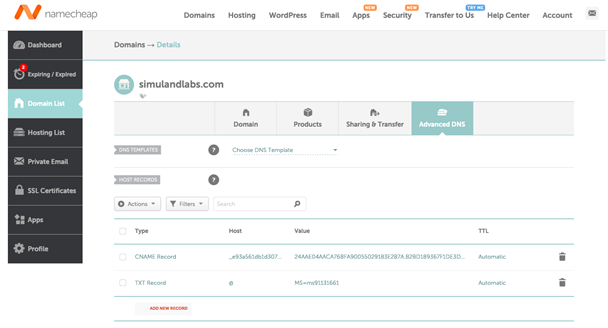 namecheap
Domains Hosting WordPress Email Apps NEW Security NEW Transfer to Us TRY ME Help Center Account
Dashboard
2
Expiring / Expired
Domain List
Hosting List
Private Email
SSL Certificates
Apps
Profile
Domains → Details
simulandlabs.com
Domain Products Sharing & Transfer Advanced DNS
DNS TEMPLATES ? Choose DNS Template
HOST RECORDS ?
Actions Filters Search
Type Host Value TTL
CNAME Record _e93a561db1d307... 24AAE04AACA768FA90055029183E287A.B29D189367F1DE3D... Automatic
TXT Record @ MS=ms91131661 Automatic
ADD NEW RECORD